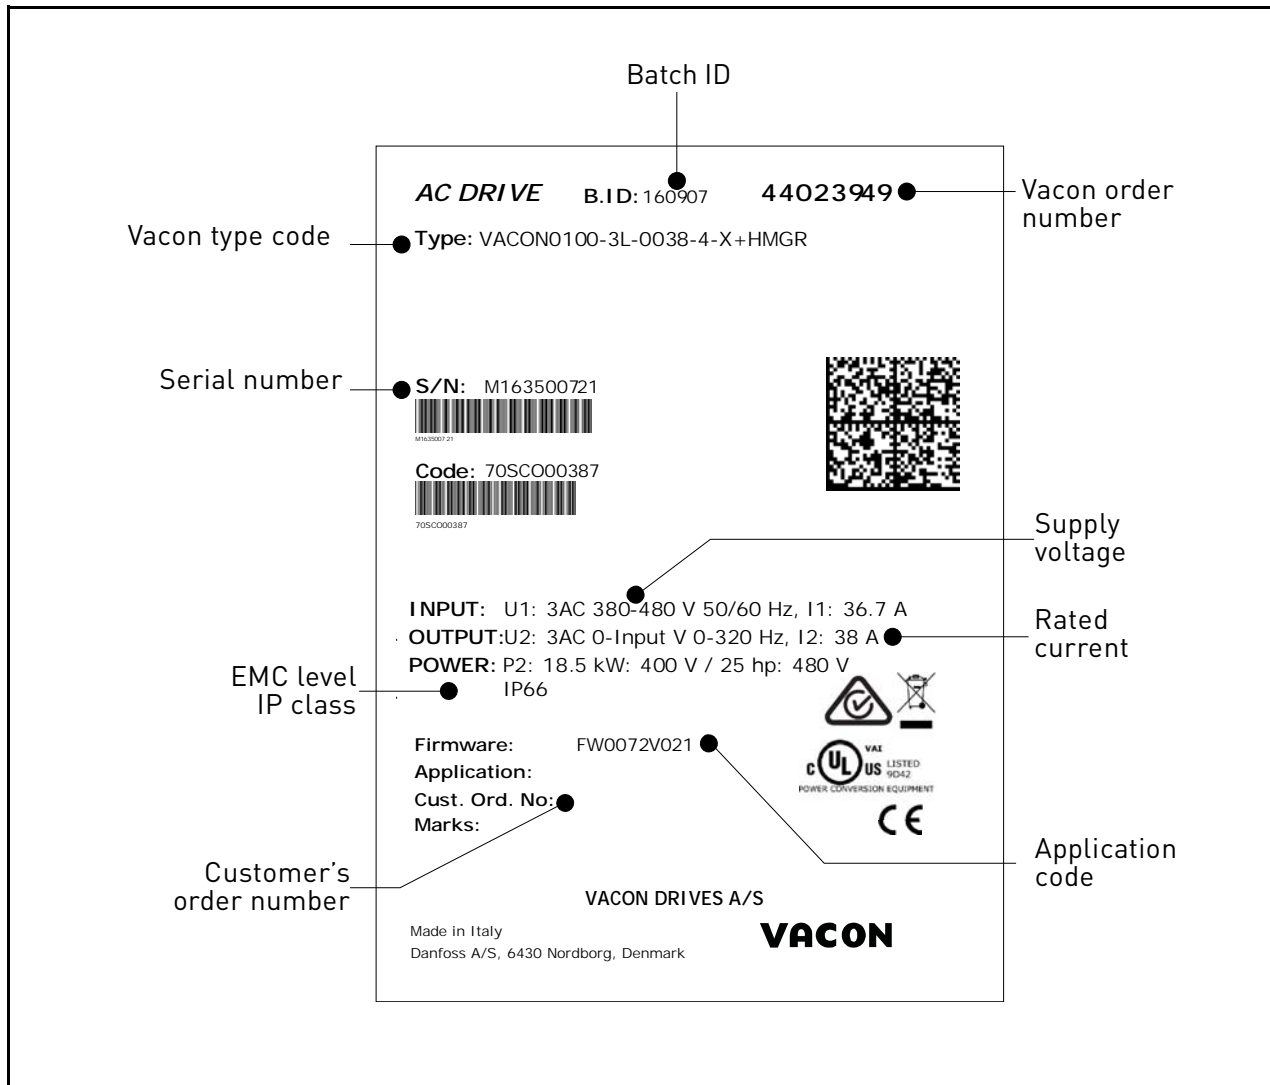 Batch ID
AC DRIVE B.ID: 160907 44023949
Vacon order
number
Vacon type code
Type: VACON0100-3L-0038-4-X+HMGR
Serial number
S/N: M163500721
M163500721
Code: 70SCO00387
70SCO00387
Supply
voltage
INPUT: U1: 3AC 380-480 V 50/60 Hz, I1: 36.7 A
OUTPUT:U2: 3AC 0-Input V 0-320 Hz, I2: 38 A
POWER: P2: 18.5 kW: 400 V / 25 hp: 480 V
IP66
Rated
current
EMC level
IP class
Firmware: FW0072V021
Application:
Cust. Ord. No:
Marks:
C UL US VAI LISTED
9D42
POWER CONVERSION EQUIPMENT
CE
Customer's
order number
Application
code
VACON DRIVES A/S
Made in Italy
Danfoss A/S, 6430 Nordborg, Denmark
VACON